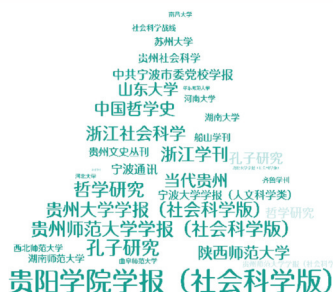 南昌大学
社会科学战线
苏州大学
贵州社会科学
中共宁波市委党校学报
山东大学
河南大学
中国哲学史
湖南大学
浙江社会科学 船山学刊
贵州文史丛刊 浙江学刊 孔子研究
宁波通讯 当代贵州 齐鲁学刊
河北大学
哲学研究 宁波大学学报（人文科学类）
贵州大学学报（社会科学版） 哲学研究
贵州师范大学学报（社会科学版）
西北师范大学 孔子研究 陕西师范大学
湖南师范大学 曲阜师范大学
贵阳学院学报（社会科学版）